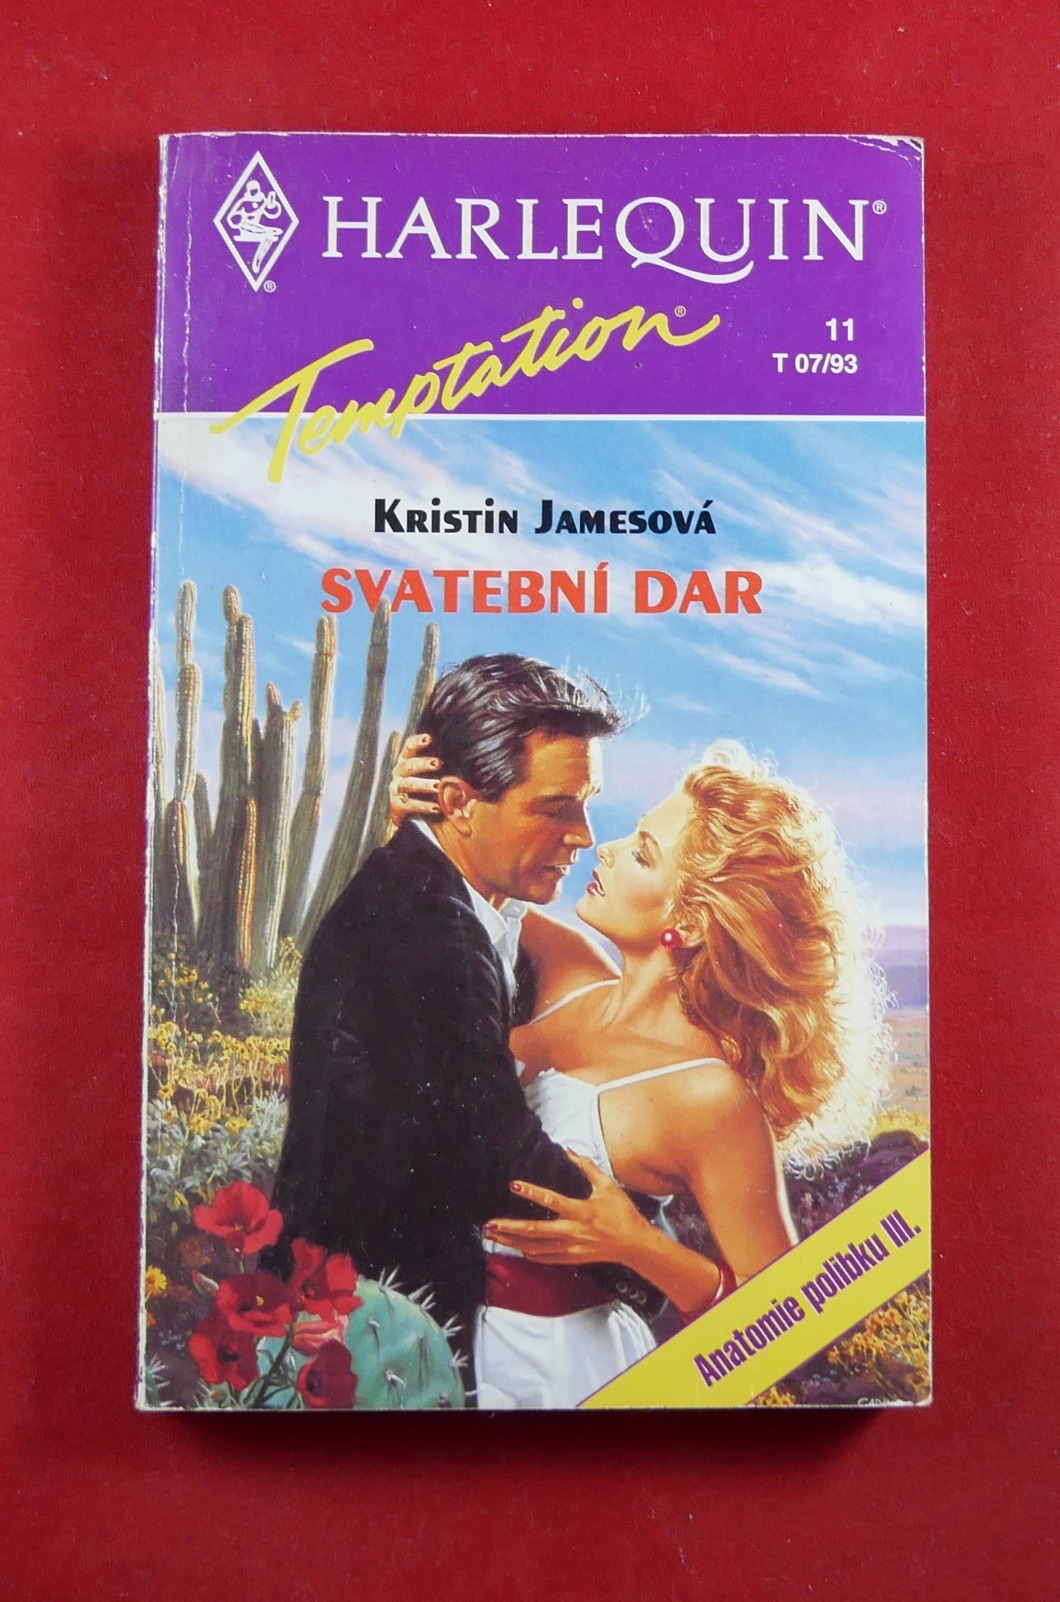 HARLEQUIN®
®
Temptation®
11
T 07/93
KRISTIN JAMESOVÁ
SVATEBNÍ DAR
Anatomie polibku III.